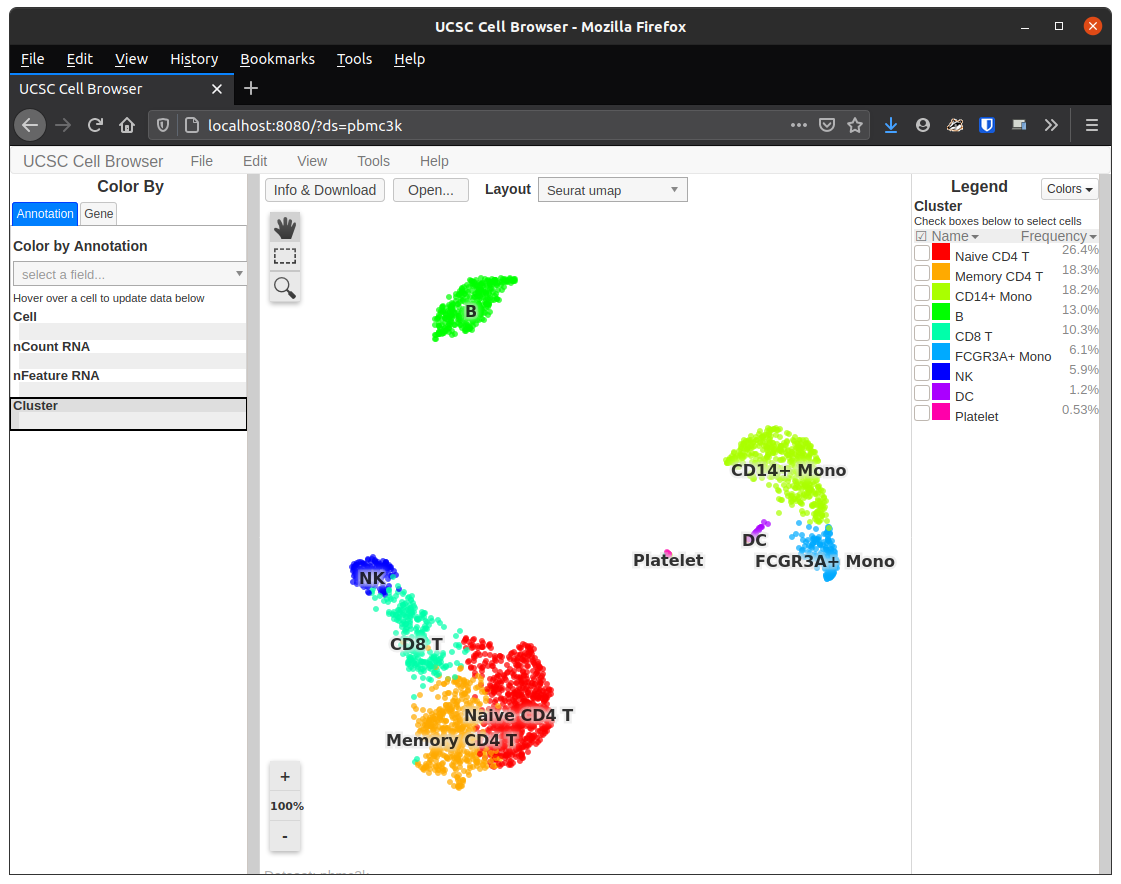 UCSC Cell Browser - Mozilla Firefox
File Edit View History Bookmarks Tools Help
UCSC Cell Browser
localhost:8080/?ds=pbmc3k
UCSC Cell Browser File Edit View Tools Help
Color By
Annotation Gene
Color by Annotation
select a field...
Hover over a cell to update data below
Cell
nCount RNA
nFeature RNA
Cluster
Info & Download Open... Layout Seurat umap
B
CD14+ Mono
DC
Platelet
FCGR3A+ Mono
NK
CD8 T
Naive CD4 T
Memory CD4 T
+
100%
-
Dataset: pbmc3k
Legend Colors
Cluster
Check boxes below to select cells
Name Frequency
Naive CD4 T 26.4%
Memory CD4 T 18.3%
CD14+ Mono 18.2%
B 13.0%
CD8 T 10.3%
FCGR3A+ Mono 6.1%
NK 5.9%
DC 1.2%
Platelet 0.53%